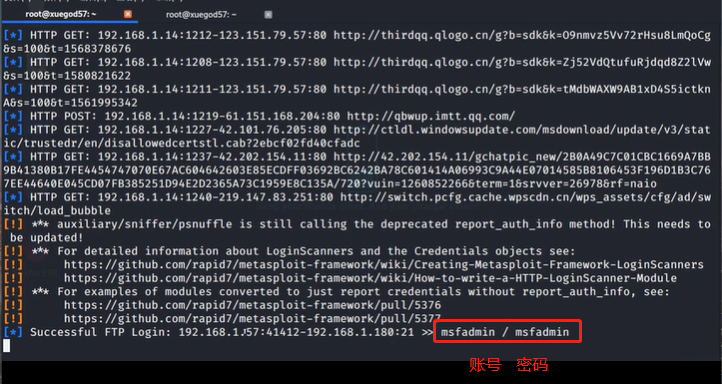 root@xuegod57: ~ root@xuegod57: ~
[*] HTTP GET: 192.168.1.14:1212-123.151.79.57:80 http://thirdqq.qlogo.cn/g?b=sdk&k=O9nmvz5Vv72rHsu8LmQoCg
&s=100&t=1568378676
[*] HTTP GET: 192.168.1.14:1208-123.151.79.57:80 http://thirdqq.qlogo.cn/g?b=sdk&k=Zj52VdQtufuRjdqd8Z2lVw
&s=100&t=1580821622
[*] HTTP GET: 192.168.1.14:1211-123.151.79.57:80 http://thirdqq.qlogo.cn/g?b=sdk&k=tMdbWAXW9AB1xD4S5ictkn
A&s=100&t=1561995342
[*] HTTP POST: 192.168.1.14:1219-61.151.168.204:80 http://qbwup.imtt.qq.com/
[*] HTTP GET: 192.168.1.14:1227-42.101.76.205:80 http://ctldl.windowsupdate.com/msdownload/update/v3/stat
ic/trustedr/en/disallowedcertstl.cab?2ebcf02fd40cfadc
[*] HTTP GET: 192.168.1.14:1237-42.202.154.11:80 http://42.202.154.11/gchatpic_new/2B0A49C7C01CBC1669A7BB
9B41380B17FE4454747070E67AC604642603E85ECDFF03692BC6242BA78C601414A06993C9A44E07014585B8106453F196D1B3C76
7EE44640E045CD07FB385251D94E2D2365A73C1959E8C135A/720?vuin=1260852266&term=1&srvver=26978&rf=naio
[*] HTTP GET: 192.168.1.14:1240-219.147.83.251:80 http://switch.pcfg.cache.wpscdn.cn/wps_assets/cfg/ad/sw
itch/load_bubble
[!] *** auxiliary/sniffer/psnuffle is still calling the deprecated report_auth_info method! This needs to
be updated!
[!] *** For detailed information about LoginScanners and the Credentials objects see:
[!] https://github.com/rapid7/metasploit-framework/wiki/Creating-Metasploit-Framework-LoginScanners
[!] https://github.com/rapid7/metasploit-framework/wiki/How-to-write-a-HTTP-LoginScanner-Module
[!] *** For examples of modules converted to just report credentials without report_auth_info, see:
[!] https://github.com/rapid7/metasploit-framework/pull/5376
[!] https://github.com/rapid7/metasploit-framework/pull/5377
[*] Successful FTP Login: 192.168.1.57:41412-192.168.1.180:21 >> msfadmin / msfadmin
账号 密码